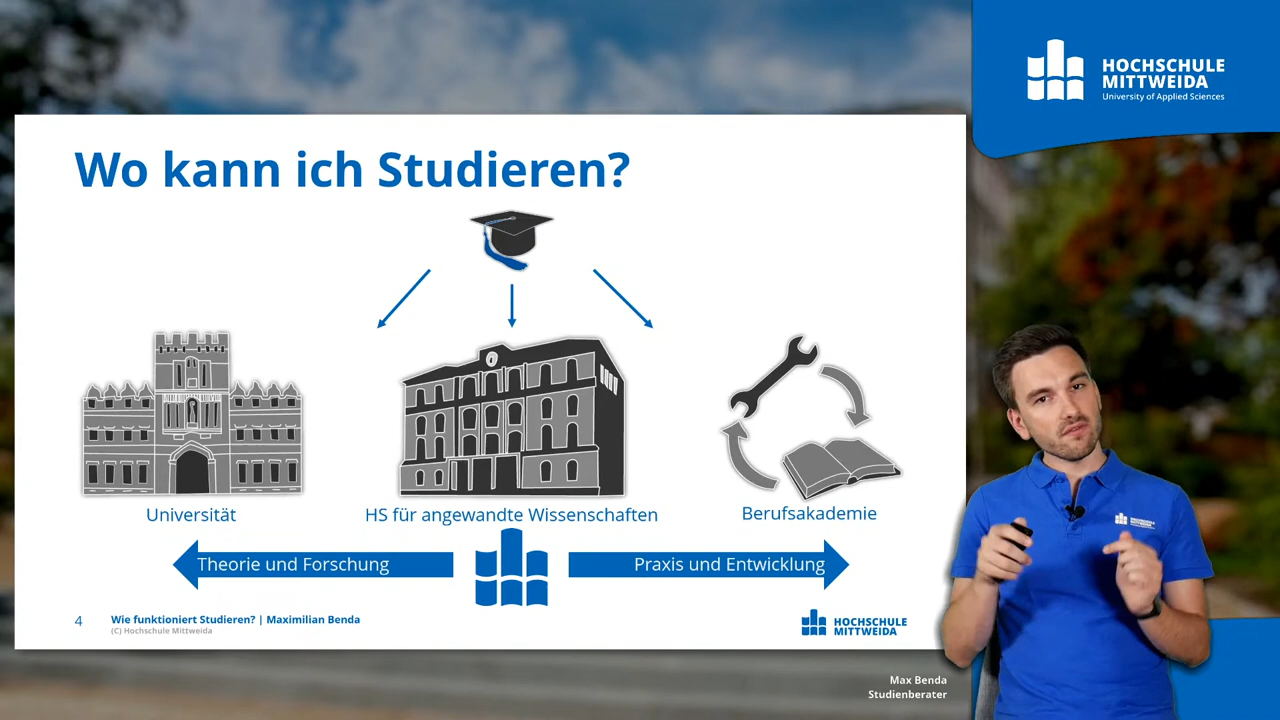 HOCHSCHULE
MITTWEIDA
University of Applied Sciences
Wo kann ich Studieren?
Universität
HS für angewandte Wissenschaften
Berufsakademie
Theorie und Forschung
Praxis und Entwicklung
4
Wie funktioniert Studieren? | Maximilian Benda
(C) Hochschule Mittweida
HOCHSCHULE
MITTWEIDA
Max Benda
Studienberater